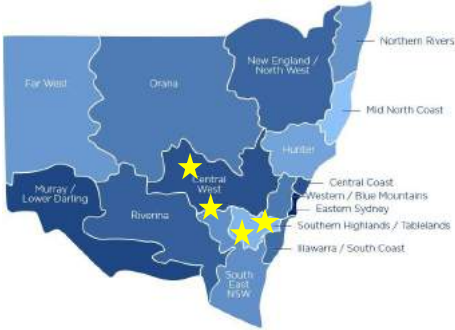 Northern Rivers
New England /
North West
Far West
Orana
Mid North Coast
Hunter
Central
West
Central Coast
Murray /
Lower Darling
Western / Blue Mountains
Eastern Sydney
Riverina
Southern Highlands / Tablelands
Illawarra / South Coast
South
East
NSW